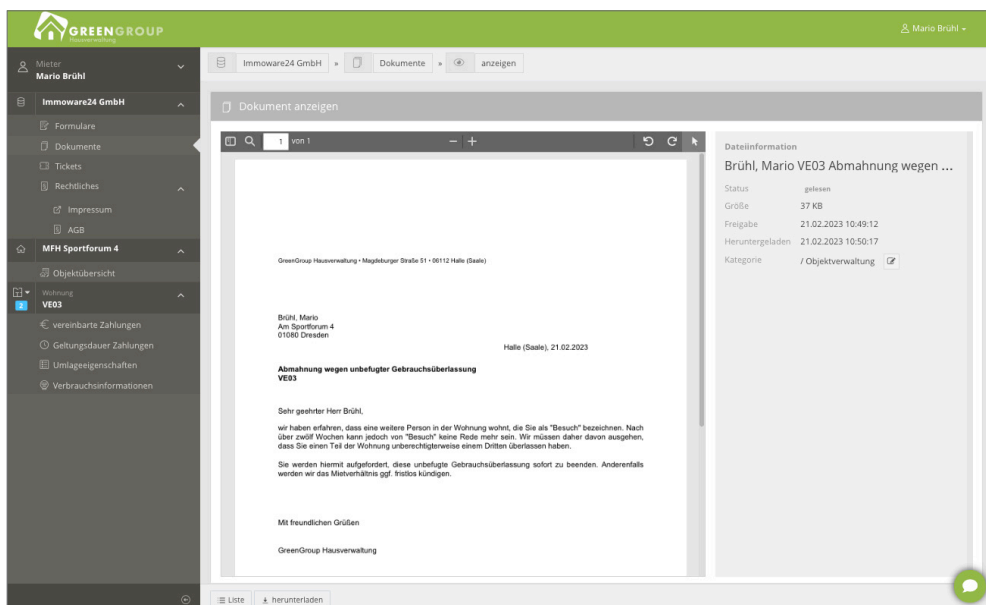 GREENGROUP
Hausverwaltung
Mario Brühl
Mieter
Mario Brühl
Immoware24 GmbH
Formulare
Dokumente
Tickets
Rechtliches
Impressum
AGB
MFH Sportforum 4
Objektübersicht
Wohnung
2 VE03
vereinbarte Zahlungen
Geltungsdauer Zahlungen
Umlageeigenschaften
Verbrauchsinformationen
Immoware24 GmbH » Dokumente » anzeigen
Dokument anzeigen
1 von 1
GreenGroup Hausverwaltung • Magdeburger Straße 51 • 06112 Halle (Saale)
Brühl, Mario
Am Sportforum 4
01080 Dresden
Halle (Saale), 21.02.2023
Abmahnung wegen unbefugter Gebrauchsüberlassung
VE03
Sehr geehrter Herr Brühl,
wir haben erfahren, dass eine weitere Person in der Wohnung wohnt, die Sie als "Besuch" bezeichnen. Nach
über zwölf Wochen kann jedoch von "Besuch" keine Rede mehr sein. Wir müssen daher davon ausgehen,
dass Sie einen Teil der Wohnung unberechtigterweise einem Dritten überlassen haben.
Sie werden hiermit aufgefordert, diese unbefugte Gebrauchsüberlassung sofort zu beenden. Anderenfalls
werden wir das Mietverhältnis ggf. fristlos kündigen.
Mit freundlichen Grüßen
GreenGroup Hausverwaltung
Dateiinformation
Brühl, Mario VE03 Abmahnung wegen ...
Status gelesen
Größe 37 KB
Freigabe 21.02.2023 10:49:12
Heruntergeladen 21.02.2023 10:50:17
Kategorie / Objektverwaltung
Liste
herunterladen